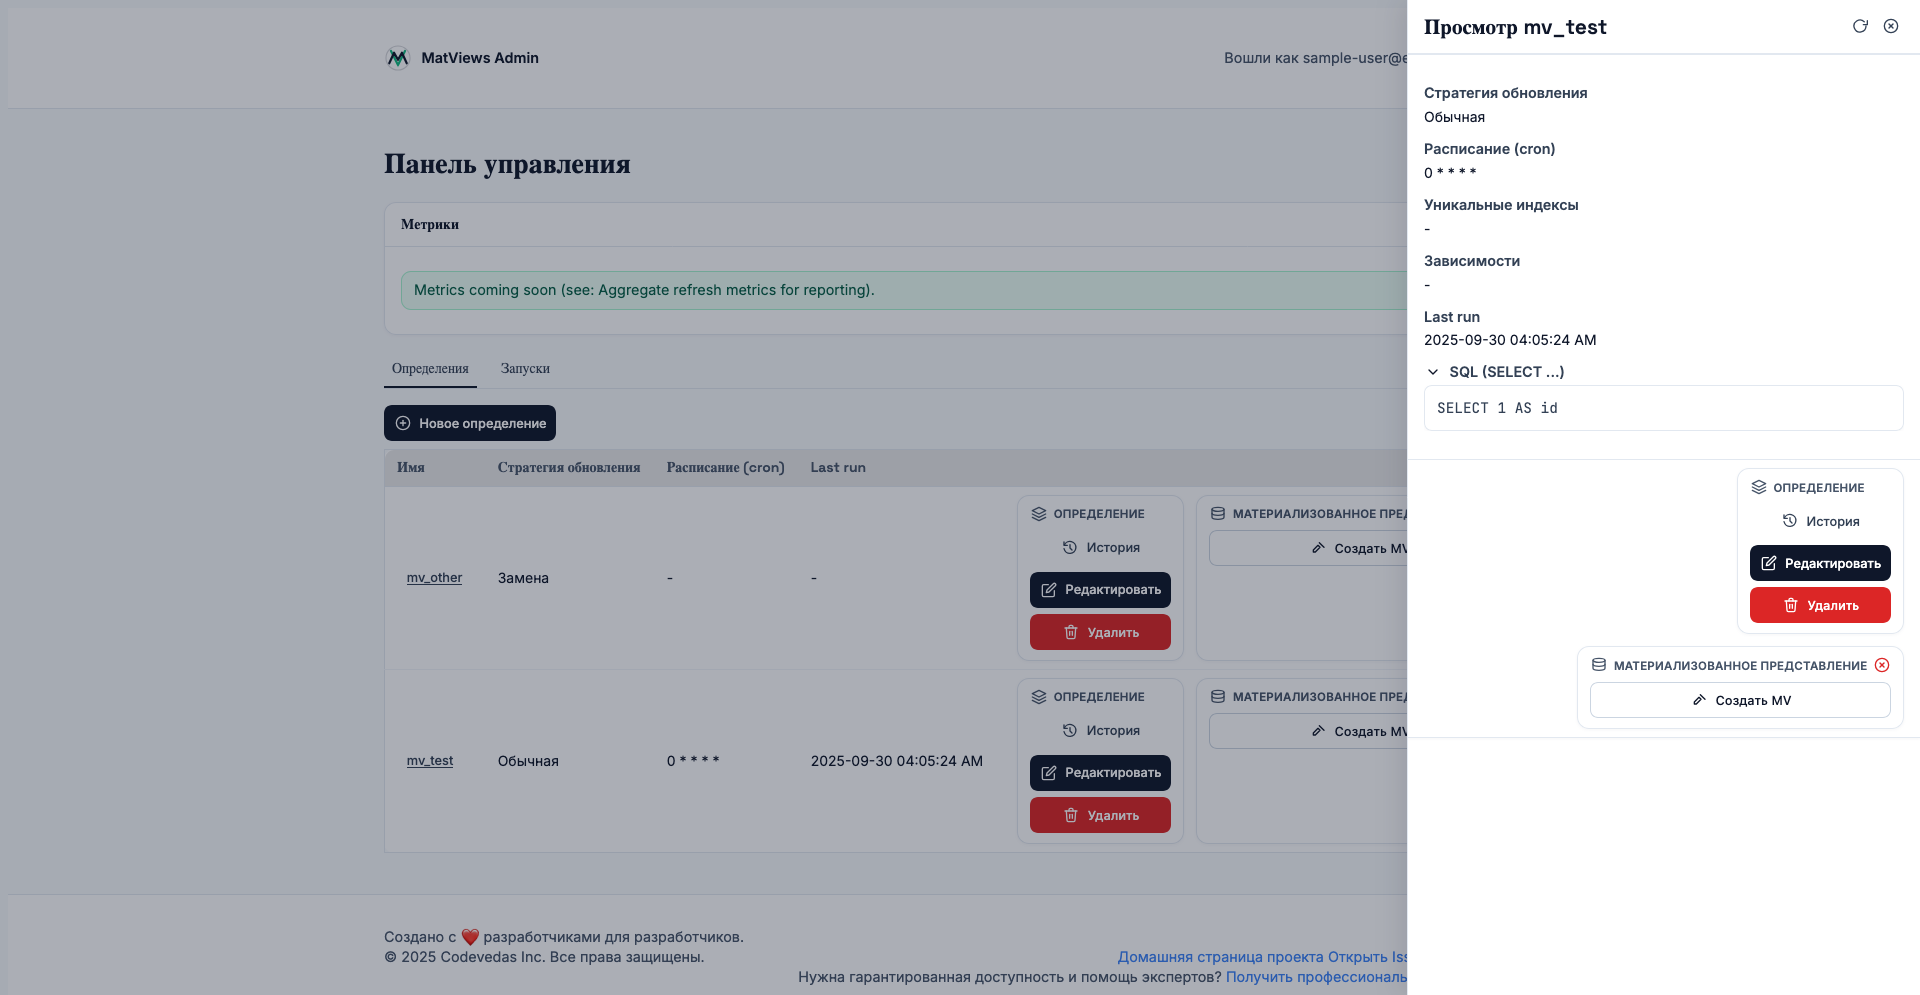 MatViews Admin
Вошли как sample-user@e
Панель управления
Метрики
Metrics coming soon (see: Aggregate refresh metrics for reporting).
Определения
Запуски
Новое определение
Имя
Стратегия обновления
Расписание (cron)
Last run
mv_other
Замена
-
-
ОПРЕДЕЛЕНИЕ
История
Редактировать
Удалить
МАТЕРИАЛИЗОВАННОЕ ПРЕД
Создать MV
mv_test
Обычная
0 * * * *
2025-09-30 04:05:24 AM
ОПРЕДЕЛЕНИЕ
История
Редактировать
Удалить
МАТЕРИАЛИЗОВАННОЕ ПРЕД
Создать MV
Создано с ❤️ разработчиками для разработчиков.
© 2025 Codevedas Inc. Все права защищены.
Домашняя страница проекта Открыть Iss
Нужна гарантированная доступность и помощь экспертов? Получить профессиональ
Просмотр mv_test
Стратегия обновления
Обычная
Расписание (cron)
0 * * * *
Уникальные индексы
-
Зависимости
-
Last run
2025-09-30 04:05:24 AM
SQL (SELECT …)
SELECT 1 AS id
ОПРЕДЕЛЕНИЕ
История
Редактировать
Удалить
МАТЕРИАЛИЗОВАННОЕ ПРЕДСТАВЛЕНИЕ
Создать MV